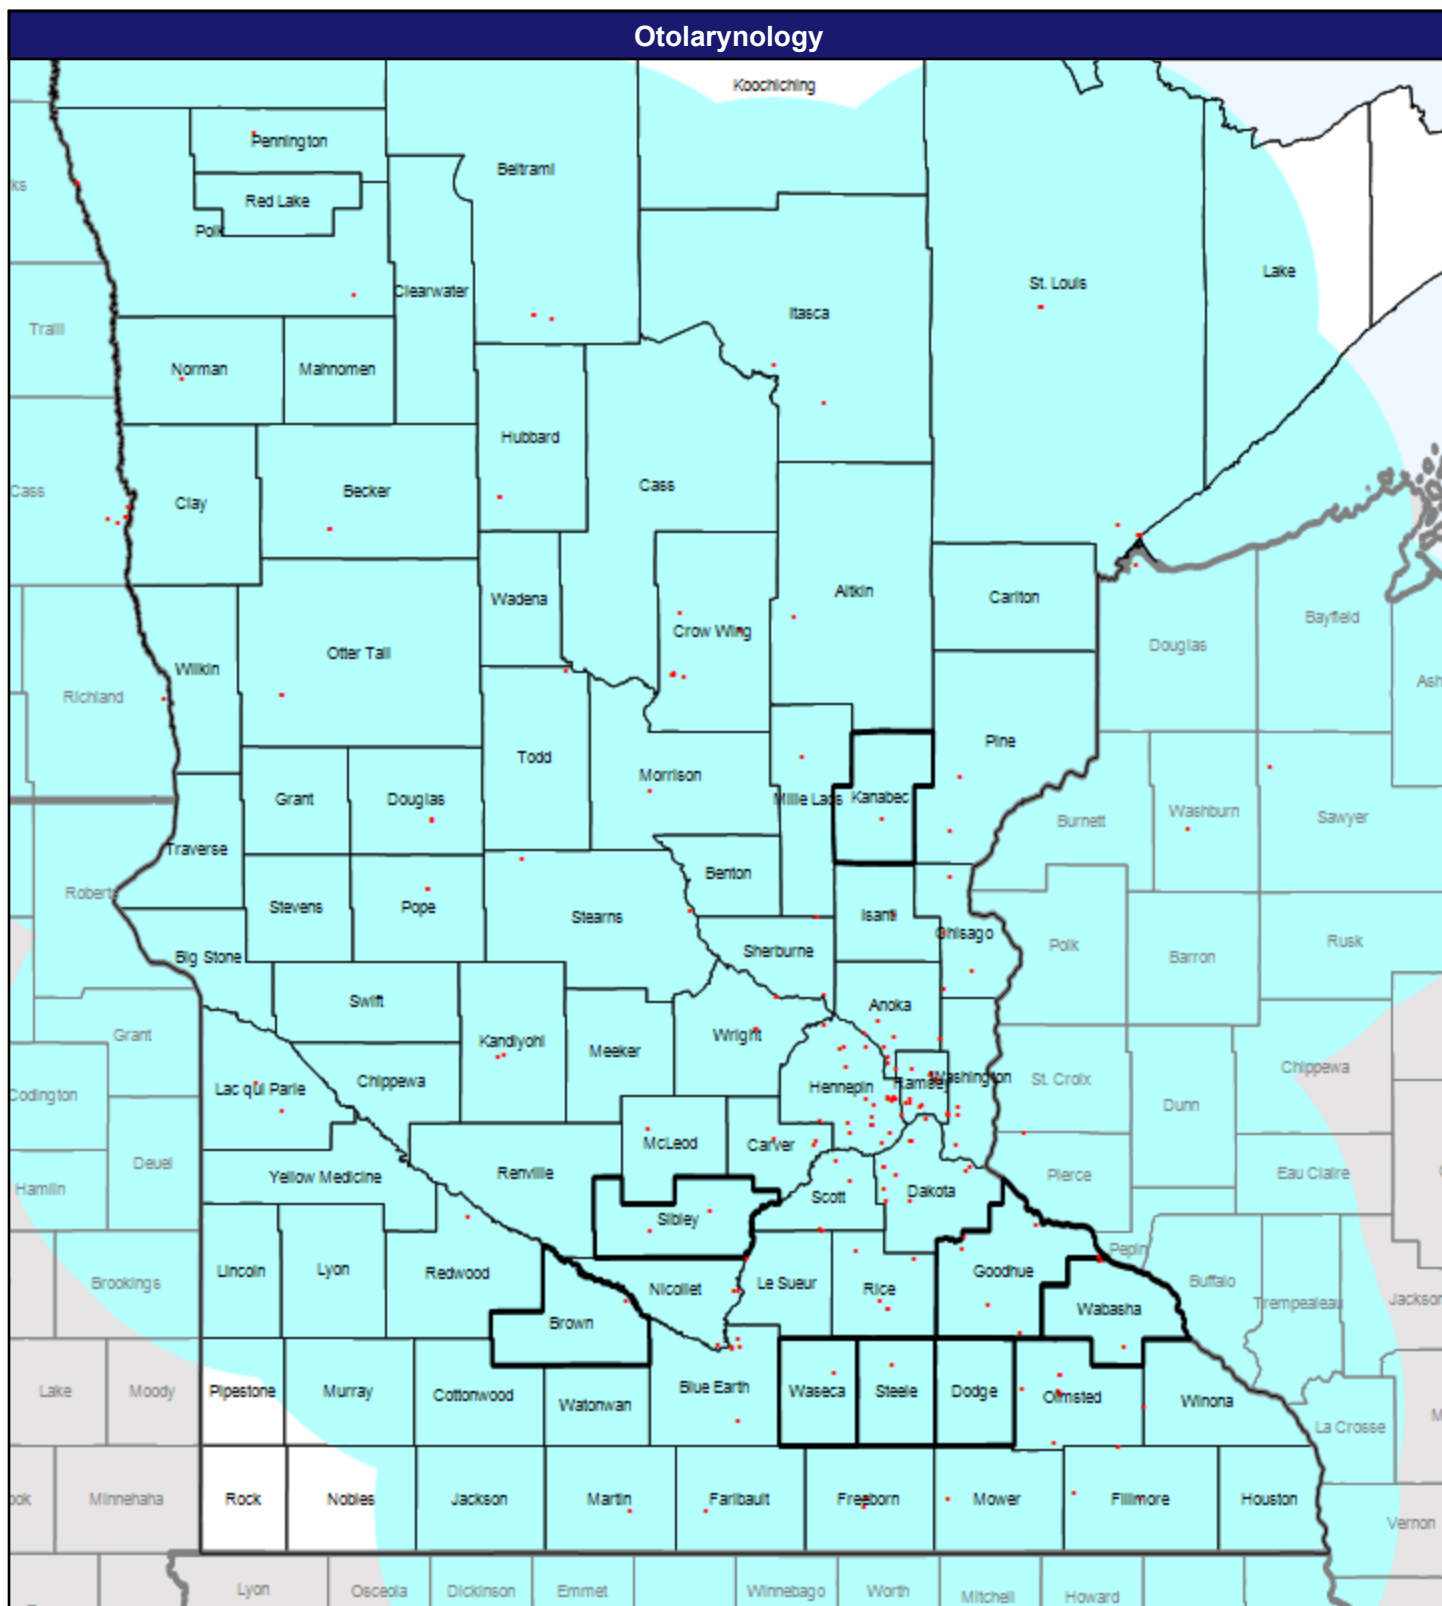 Otolarynology
Koochiching
Pennington
Beltrami
ks
Red Lake
Polk
Lake
St. Louis
Clearwater
Itasca
Traill
Norman
Mahnomen
Hubbard
Cass
Becker
Cass
Clay
Aitkin
Carlton
Wadena
Bayfield
Crow Wing
Douglas
Otter Tail
Wilkin
Ash
Richland
Pine
Todd
Morrison
Grant
Douglas
Mille Lacs
Kanabec
Washburn
Sawyer
Burnett
Traverse
Benton
Roberts
Stevens
Pope
Stearns
Isanti
Chisago
Rusk
Polk
Sherburne
Barron
Big Stone
Swift
Anoka
Grant
Wright
Kandiyohi
Meeker
Chippewa
Washington
St. Croix
Chippewa
Ramsey
Hennepin
Lac qui Parle
Codington
Dunn
McLeod
Carver
Deuel
Renville
Eau Claire
Yellow Medicine
Pierce
Hamlin
Dakota
Scott
Sibley
Pepin
Lincoln
Lyon
Redwood
Goodhue
Brookings
Le Sueur
Buffalo
Nicollet
Rice
Jackson
Trempealeau
Wabasha
Brown
Lake
Moody
Pipestone
Murray
Cottonwood
Blue Earth
Waseca
Steele
Dodge
Olmsted
Winona
Watonwan
M
La Crosse
ook
Minnehaha
Rock
Nobles
Jackson
Martin
Faribault
Freeborn
Mower
Fillmore
Houston
Vernon
Lyon
Osceola
Dickinson
Emmet
Winnebago
Worth
Mitchell
Howard